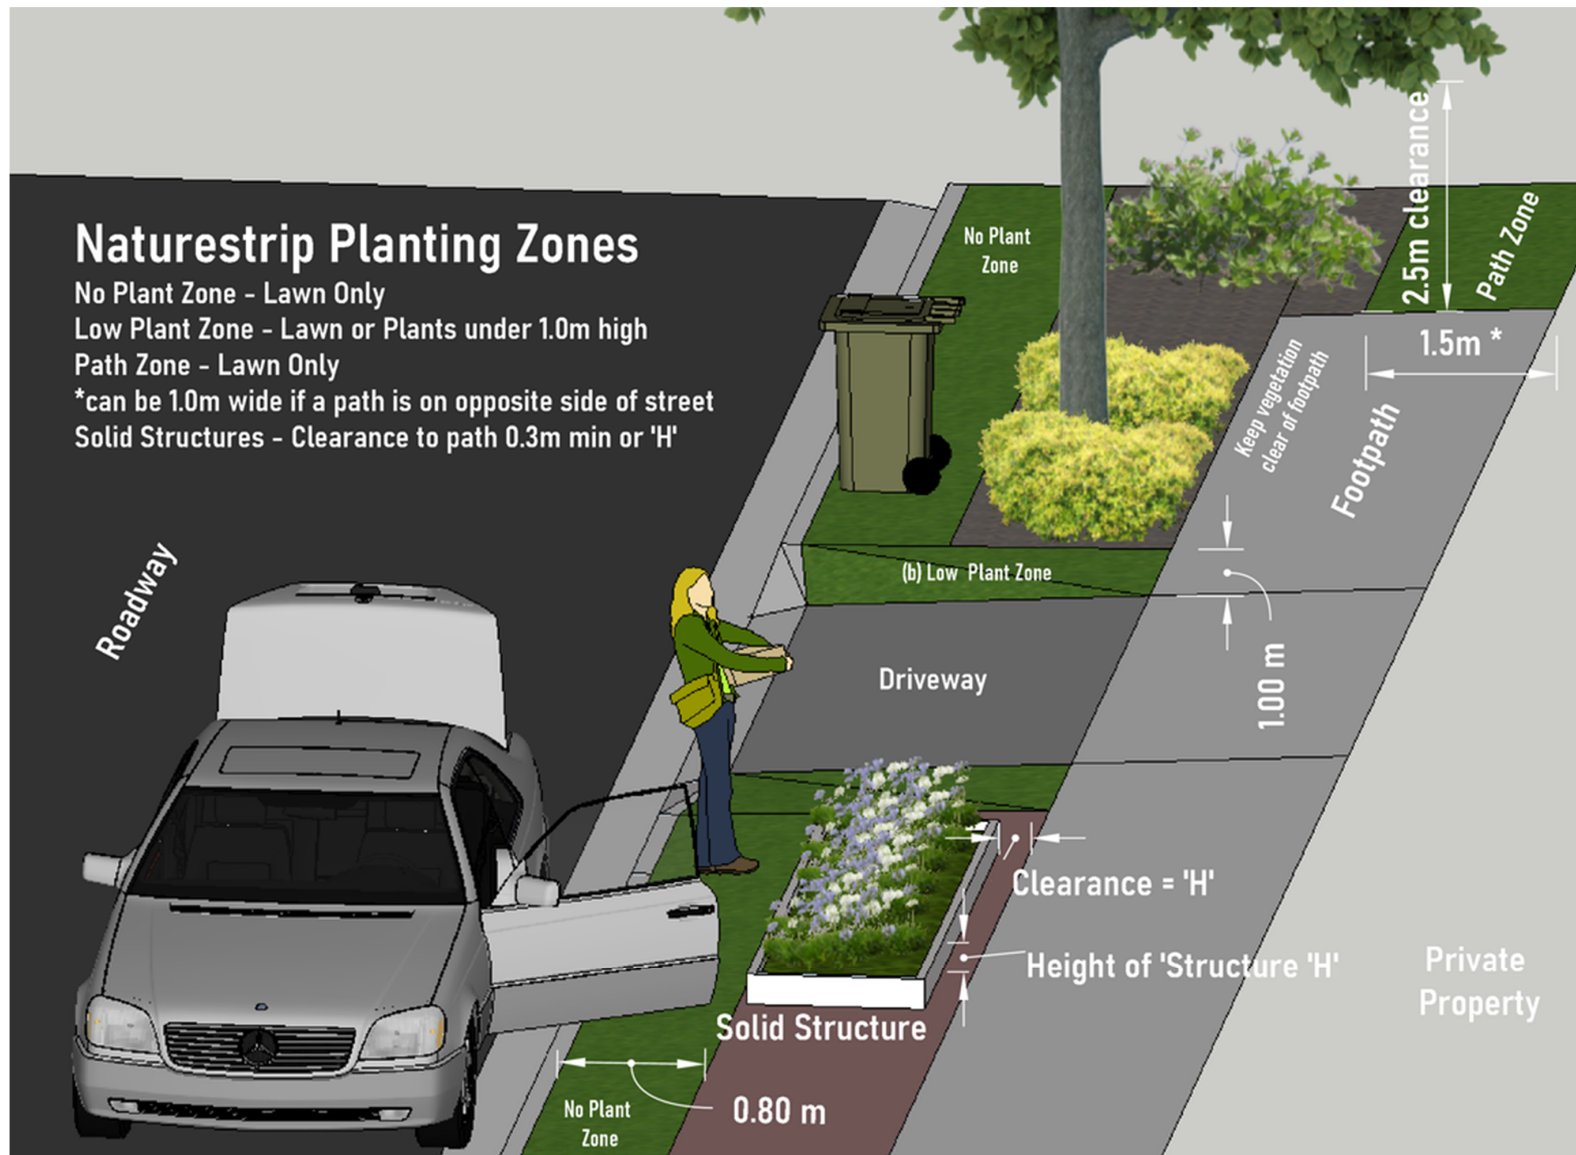 Naturestrip Planting Zones
No Plant Zone - Lawn Only
Low Plant Zone - Lawn or Plants under 1.0m high
Path Zone - Lawn Only
*can be 1.0m wide if a path is on opposite side of street
Solid Structures - Clearance to path 0.3m min or 'H'
No Plant
Zone
2.5m clearance
Path Zone
1.5m *
Keep vegetation
clear of footpath
Footpath
(b) Low Plant Zone
Roadway
Driveway
1.00 m
Clearance = 'H'
Height of 'Structure 'H'
Private
Property
Solid Structure
0.80 m
No Plant
Zone